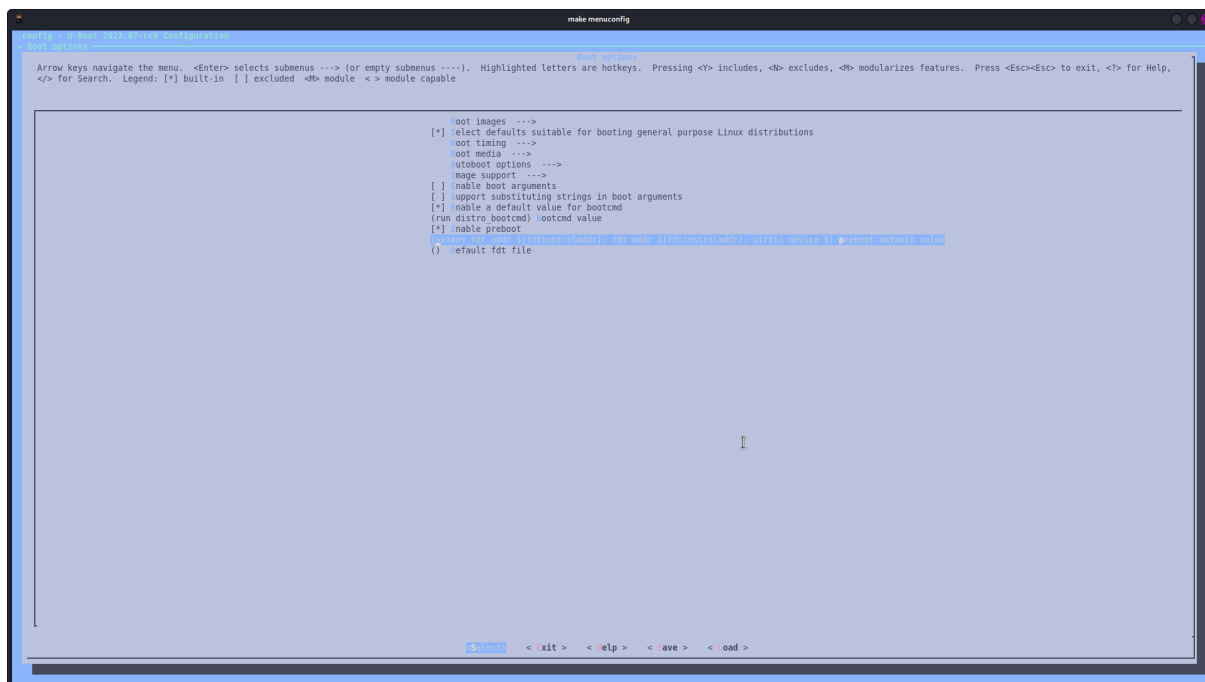 make menuconfig
.config - U-Boot 2023.07-rc6 Configuration
→ Boot options
Boot options
Arrow keys navigate the menu. <Enter> selects submenus ---> (or empty submenus ----). Highlighted letters are hotkeys. Pressing <Y> includes, <N> excludes, <M> modularizes features. Press <Esc><Esc> to exit, <?> for Help,
</> for Search. Legend: [*] built-in [ ] excluded <M> module < > module capable
Boot images --->
[*] Select defaults suitable for booting general purpose Linux distributions
Boot timing --->
Boot media --->
Autoboot options --->
Image support --->
[ ] Enable boot arguments
[ ] Support substituting strings in boot arguments
[*] Enable a default value for bootcmd
(run distro_bootcmd) bootcmd value
[*] Enable preboot
(setenv fdt_addr ${fdtcontroladdr}; fdt addr ${fdtcontroladdr}; virtio device 0) preboot default value
() Default fdt file
<Select> < Exit > < Help > < Save > < Load >